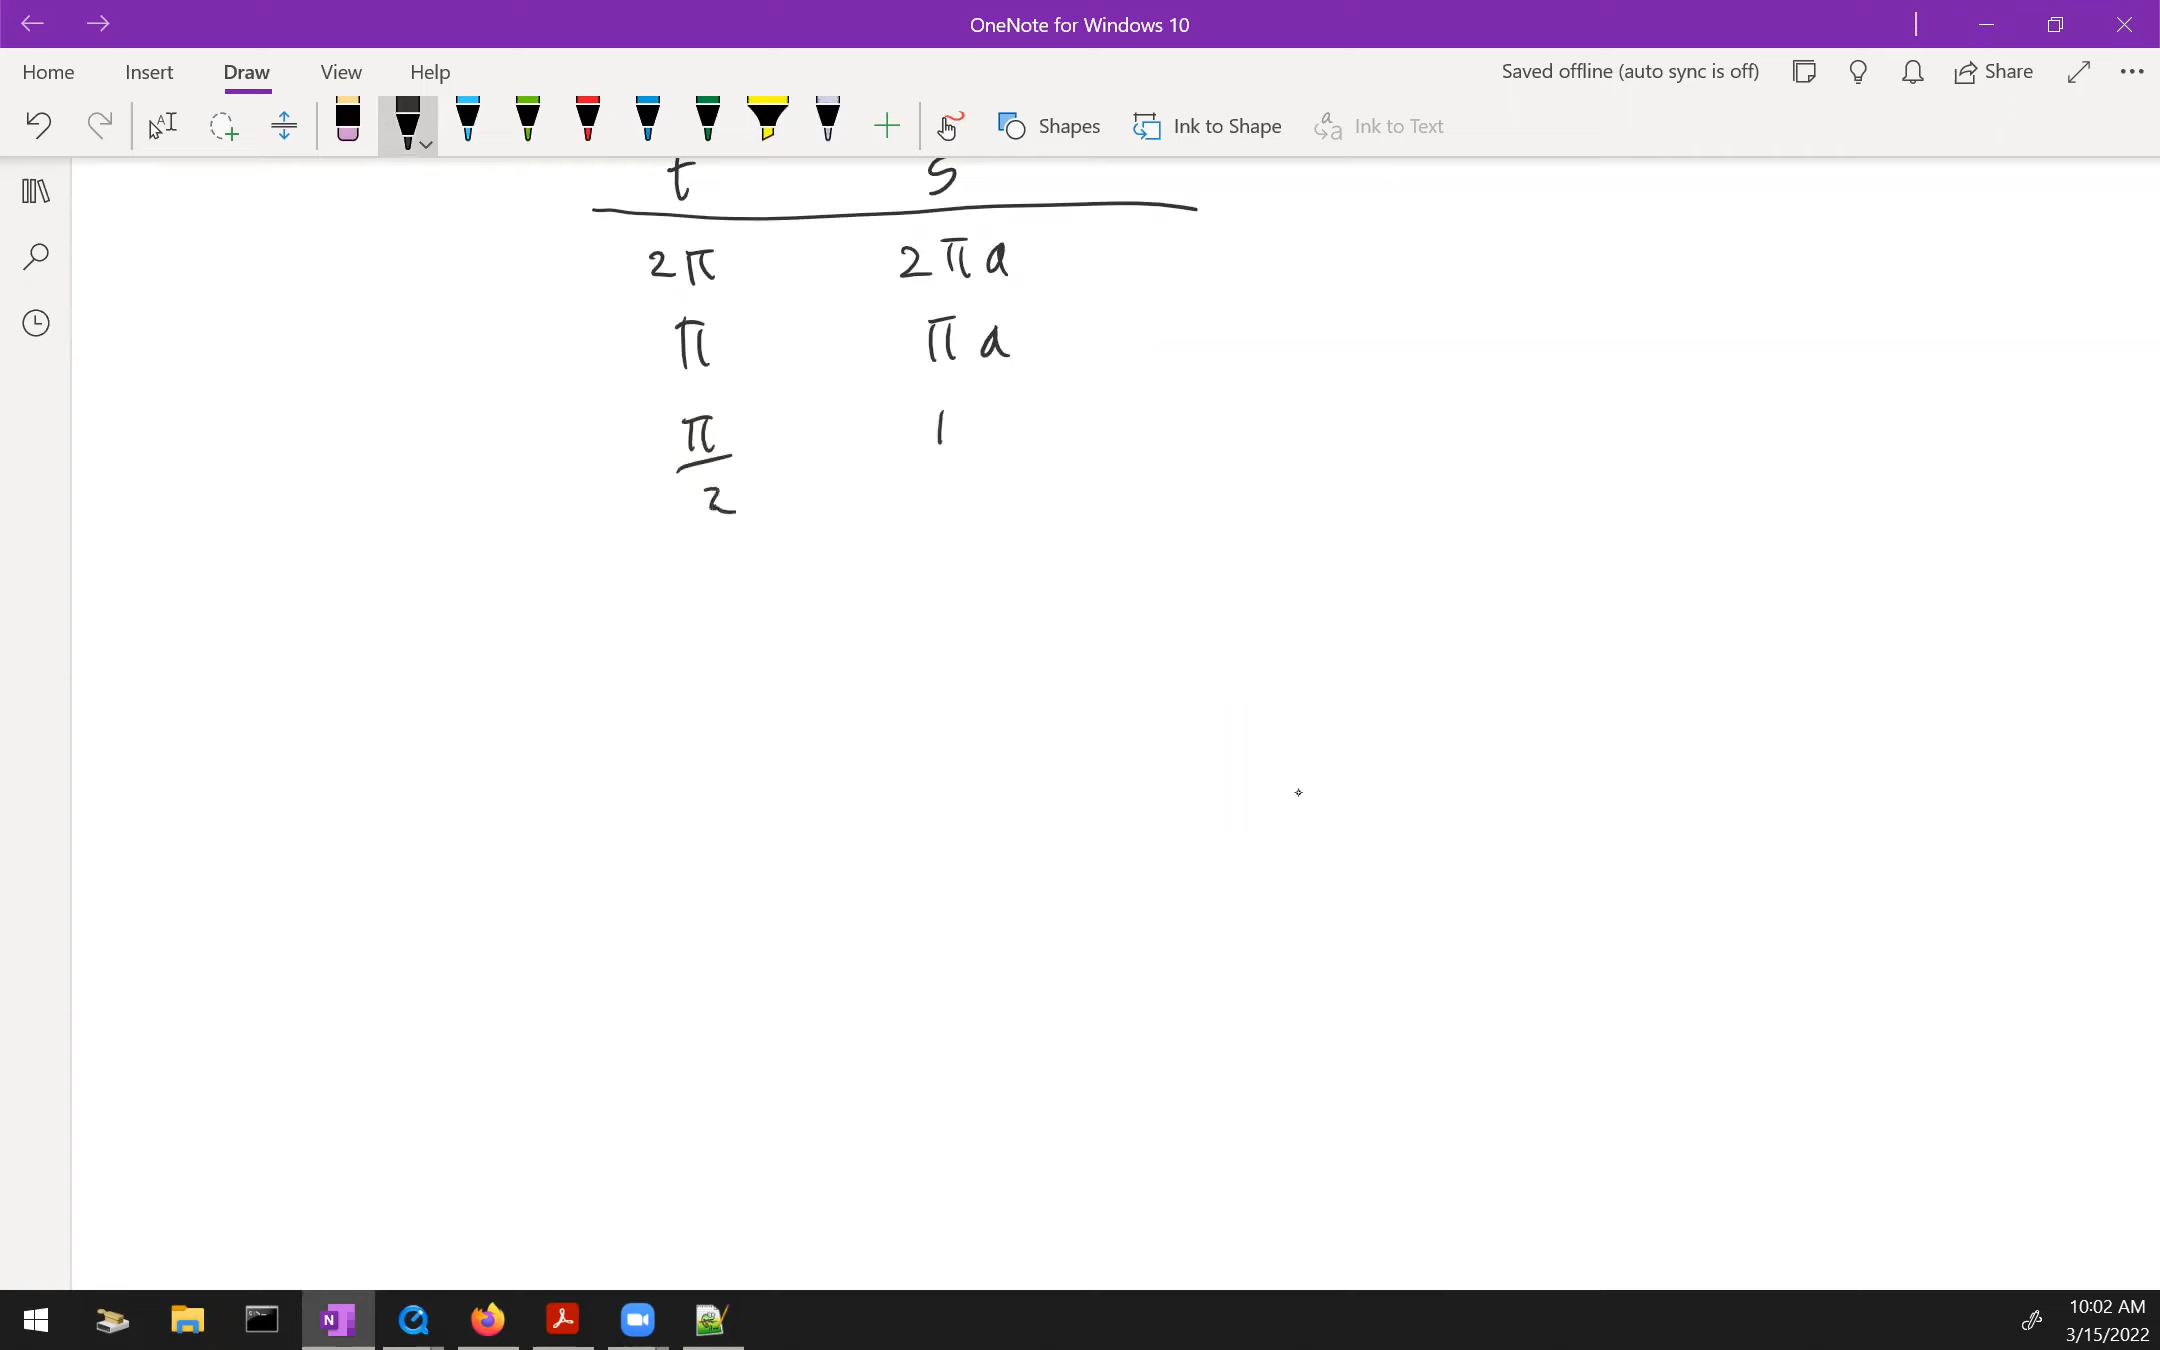 OneNote for Windows 10
Home Insert Draw View Help Saved offline (auto sync is off) Share
Shapes Ink to Shape Ink to Text
t s
2π 2πa
π πa
π/2 1
10:02 AM
3/15/2022